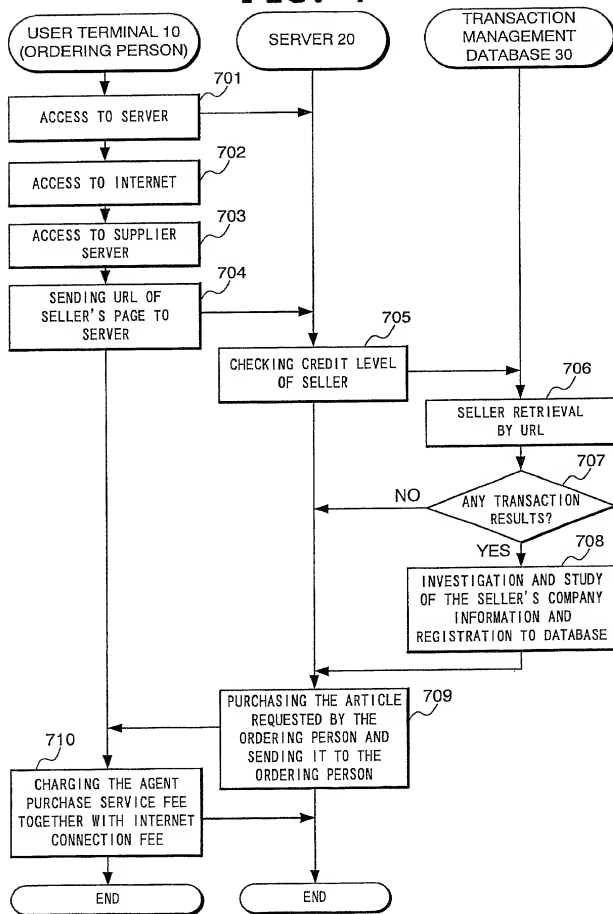 USER TERMINAL 10
(ORDERING PERSON)
SERVER 20
TRANSACTION
MANAGEMENT
DATABASE 30
701
ACCESS TO SERVER
702
ACCESS TO INTERNET
703
ACCESS TO SUPPLIER
SERVER
704
SENDING URL OF
SELLER'S PAGE TO
SERVER
705
CHECKING CREDIT LEVEL
OF SELLER
706
SELLER RETRIEVAL
BY URL
707
NO
ANY TRANSACTION
RESULTS?
YES
708
INVESTIGATION AND STUDY
OF THE SELLER'S COMPANY
INFORMATION AND
REGISTRATION TO DATABASE
709
PURCHASING THE ARTICLE
REQUESTED BY THE
ORDERING PERSON AND
SENDING IT TO THE
ORDERING PERSON
710
CHARGING THE AGENT
PURCHASE SERVICE FEE
TOGETHER WITH INTERNET
CONNECTION FEE
END
END